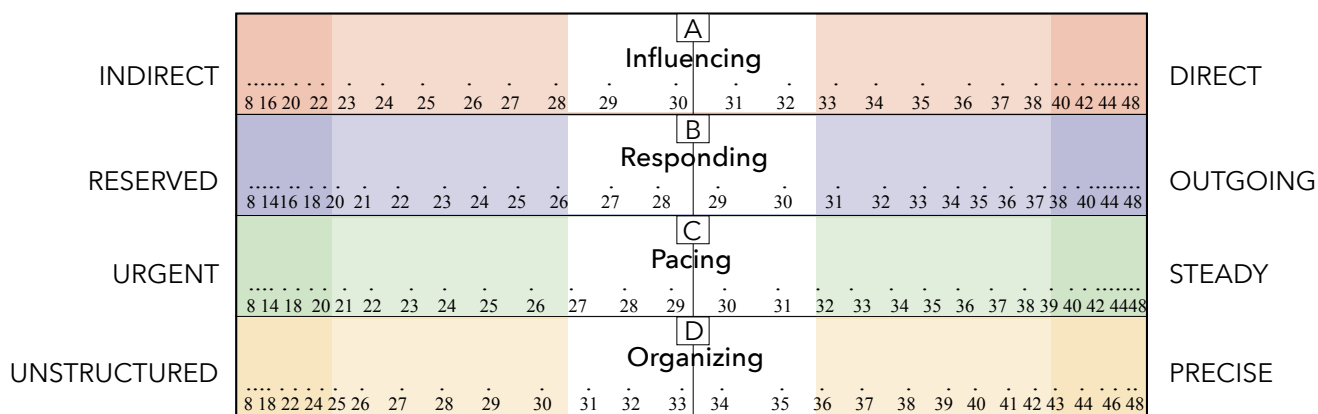 A
Influencing
INDIRECT
DIRECT
8 16 20 22 23 24 25 26 27 28 29 30 31 32 33 34 35 36 37 38 40 42 44 48
B
Responding
RESERVED
OUTGOING
8 14 16 18 20 21 22 23 24 25 26 27 28 29 30 31 32 33 34 35 36 37 38 40 44 48
C
Pacing
URGENT
STEADY
8 14 18 20 21 22 23 24 25 26 27 28 29 30 31 32 33 34 35 36 37 38 39 40 42 44 48
D
Organizing
UNSTRUCTURED
PRECISE
8 18 22 24 25 26 27 28 29 30 31 32 33 34 35 36 37 38 39 40 41 42 43 44 46 48